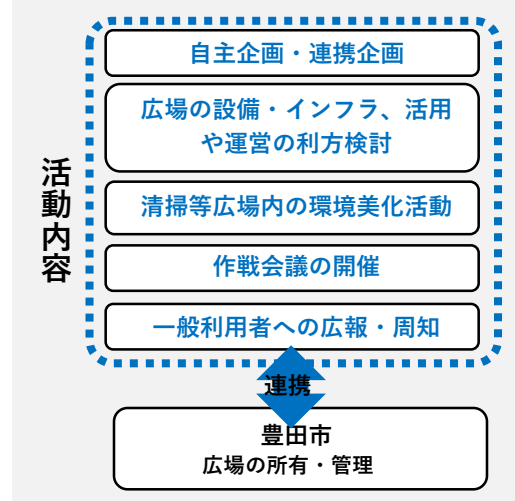 自主企画・連携企画
広場の設備・インフラ、活用
や運営の利方検討
活動内容
清掃等広場内の環境美化活動
作戦会議の開催
一般利用者への広報・周知
連携
豊田市
広場の所有・管理